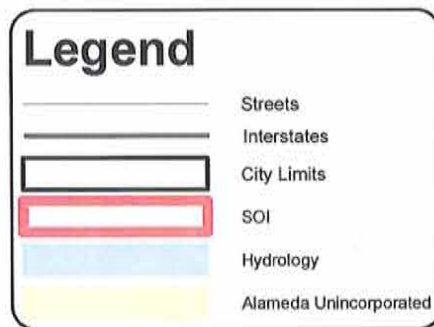 Legend
Streets
Interstates
City Limits
SOI
Hydrology
Alameda Unincorporated